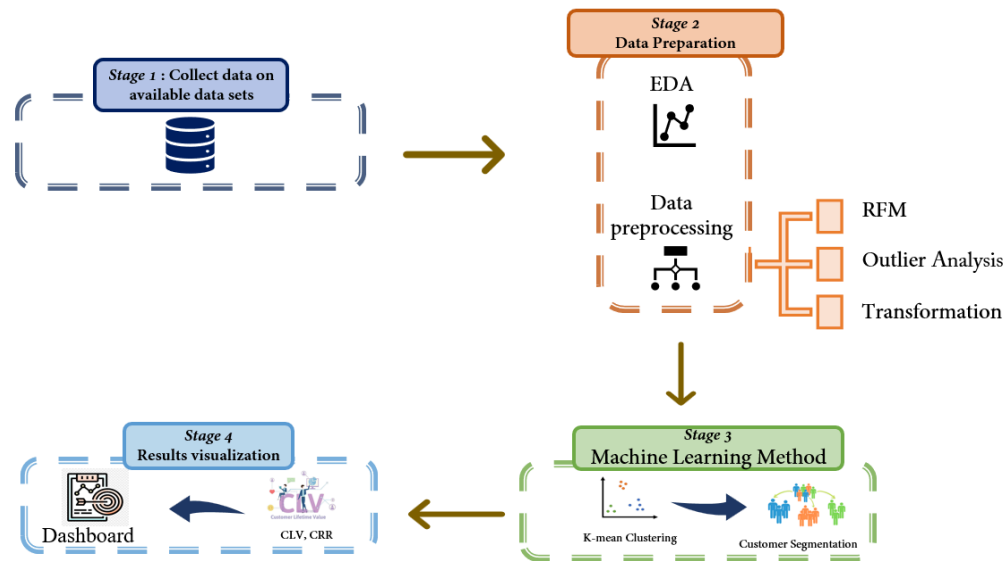 Stage 1 : Collect data on
available data sets
Stage 2
Data Preparation
EDA
Data
preprocessing
RFM
Outlier Analysis
Transformation
Stage 3
Machine Learning Method
K-mean Clustering
Customer Segmentation
Stage 4
Results visualization
CLV
Customer Lifetime Value
CLV, CRR
Dashboard